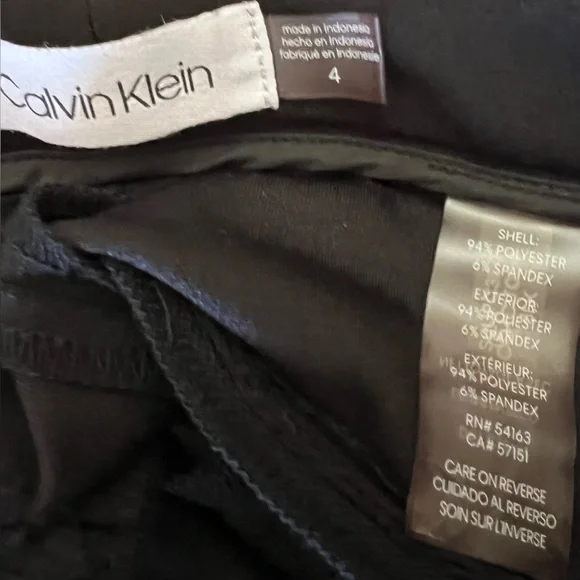 Calvin Klein
made in Indonesia
hecho en Indonesia
fabriqué en Indonésie
4
SHELL:
94% POLYESTER
6% SPANDEX
EXTERIOR:
94% POLIESTER
6% SPANDEX
EXTÉRIEUR:
94% POLYESTER
6% SPANDEX
RN# 54163
CA# 57151
CARE ON REVERSE
CUIDADO AL REVERSO
SOIN SUR L'INVERSE